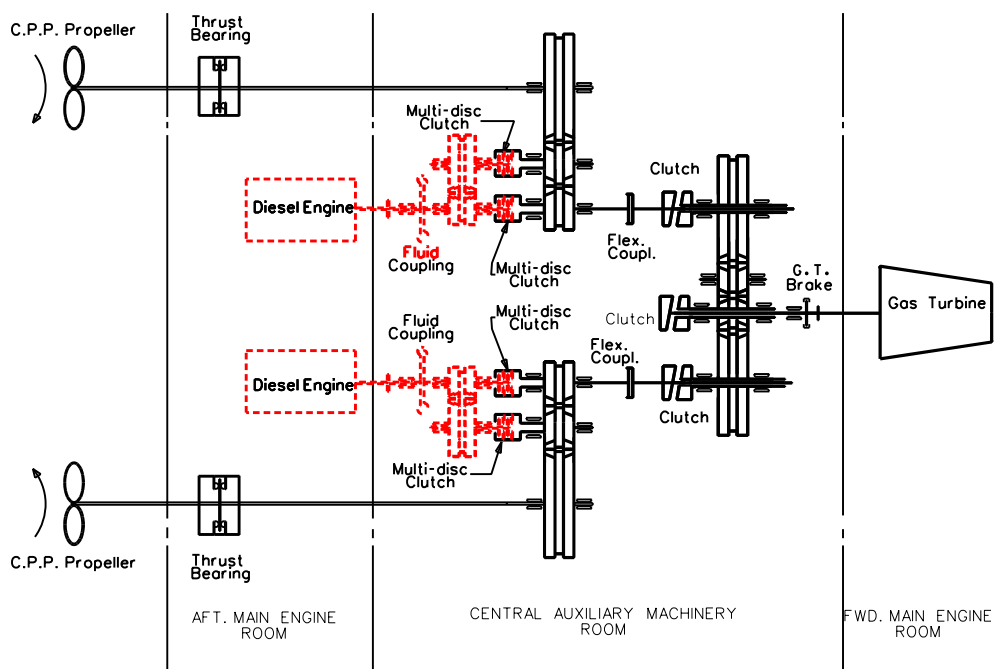 C.P.P. Propeller
Thrust
Bearing
Multi-disc
Clutch
Clutch
Diesel Engine
Flex.
Coupl.
Fluid
Coupling
Multi-disc
Clutch
G.T.
Brake
Gas Turbine
Multi-disc
Clutch
Clutch
Fluid
Coupling
Flex.
Coupl.
Diesel Engine
Clutch
Multi-disc
Clutch
C.P.P. Propeller
Thrust
Bearing
AFT. MAIN ENGINE
ROOM
CENTRAL AUXILIARY MACHINERY
ROOM
FWD. MAIN ENGINE
ROOM